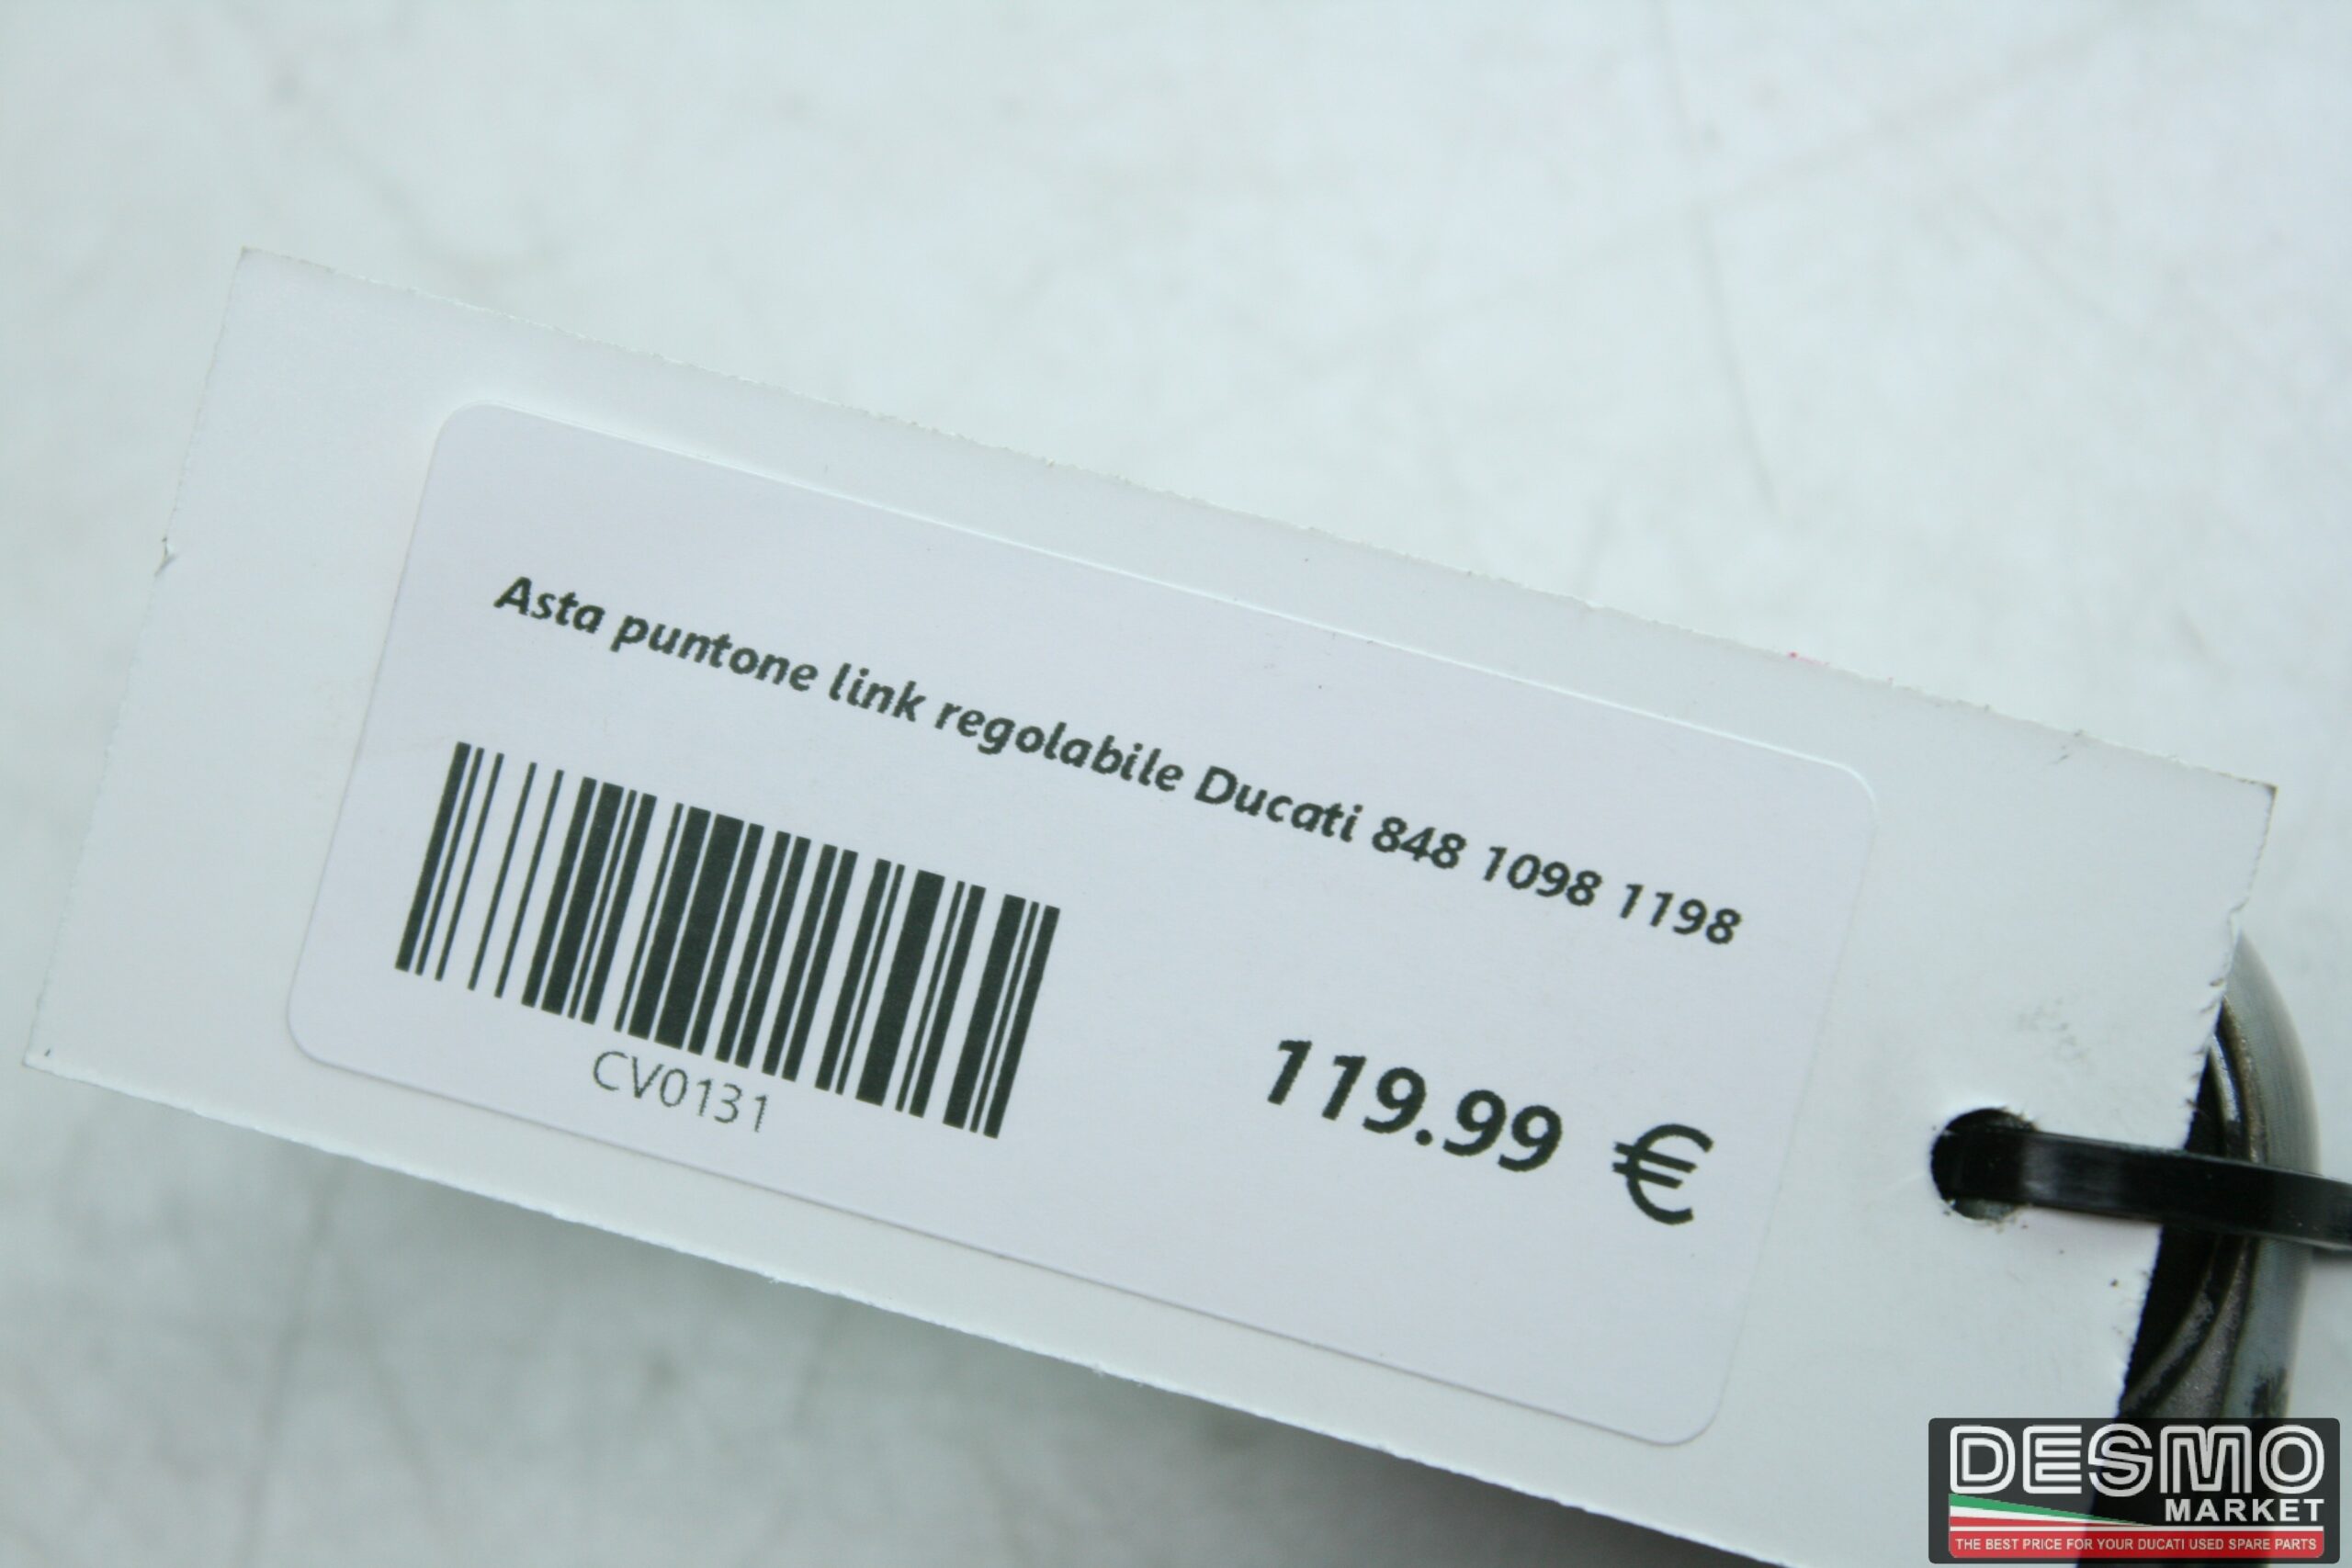 Asta puntone link regolabile Ducati 848 1098 1198
CV0131
119.99 €
DESMO
MARKET
THE BEST PRICE FOR YOUR DUCATI USED SPARE PARTS